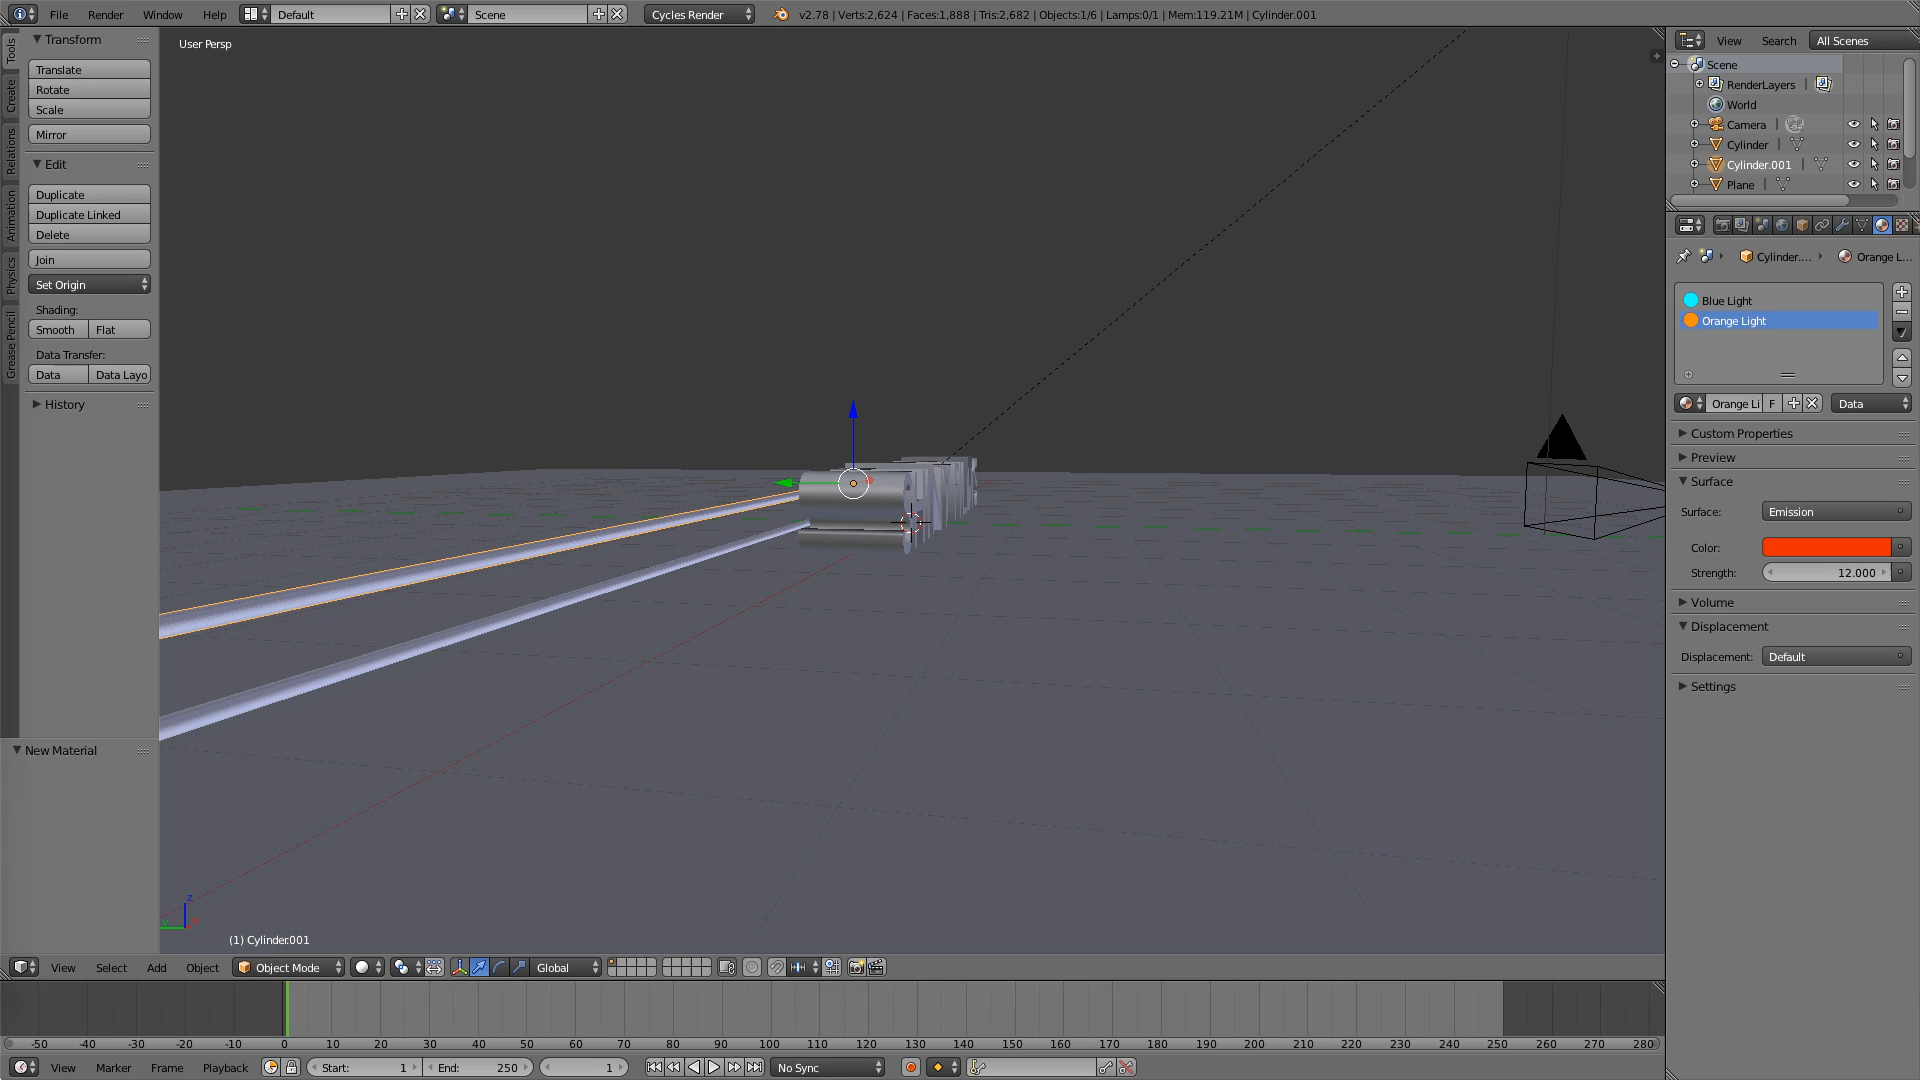 File Render Window Help Default Scene Cycles Render v2.78 | Verts:2,624 | Faces:1,888 | Tris:2,682 | Objects:1/6 | Lamps:0/1 | Mem:119.21M | Cylinder.001
Tools
Create
Relations
Animation
Physics
Grease Pencil
Transform
Translate
Rotate
Scale
Mirror
Edit
Duplicate
Duplicate Linked
Delete
Join
Set Origin
Shading:
Smooth Flat
Data Transfer:
Data Data Layo
History
New Material
User Persp
z
y
(1) Cylinder.001
View Search All Scenes
Scene
RenderLayers |
World
Camera |
Cylinder |
Cylinder.001 |
Plane |
Cylinder.... Orange L...
Blue Light
Orange Light
Orange Li F Data
Custom Properties
Preview
Surface
Surface: Emission
Color:
Strength: 12.000
Volume
Displacement
Displacement: Default
Settings
View Select Add Object Object Mode Global
-50 -40 -30 -20 -10 0 10 20 30 40 50 60 70 80 90 100 110 120 130 140 150 160 170 180 190 200 210 220 230 240 250 260 270 280
View Marker Frame Playback Start: 1 End: 250 1 No Sync